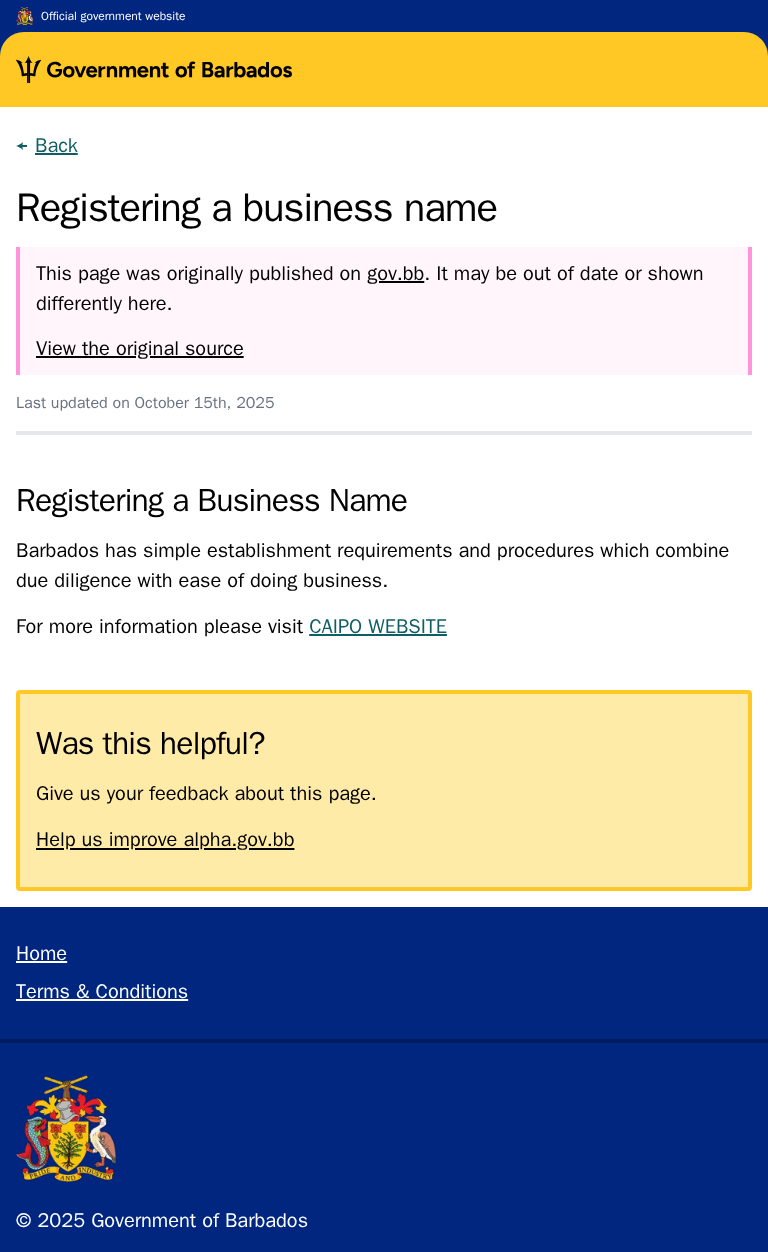 Official government website
Government of Barbados
Back
Registering a business name
This page was originally published on gov.bb. It may be out of date or shown
differently here.
View the original source
Last updated on October 15th, 2025
Registering a Business Name
Barbados has simple establishment requirements and procedures which combine
due diligence with ease of doing business.
For more information please visit CAIPO WEBSITE
Was this helpful?
Give us your feedback about this page.
Help us improve alpha.gov.bb
Home
Terms & Conditions
PRIDE AND INDUSTRY
© 2025 Government of Barbados